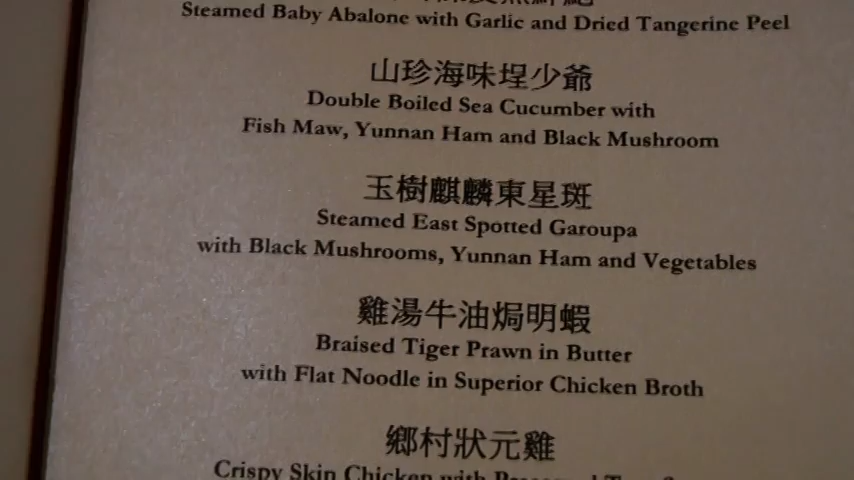 Steamed Baby Abalone with Garlic and Dried Tangerine Peel
山珍海味埕少爺
Double Boiled Sea Cucumber with
Fish Maw, Yunnan Ham and Black Mushroom
玉樹麒麟東星斑
Steamed East Spotted Garoupa
with Black Mushrooms, Yunnan Ham and Vegetables
雞湯牛油焗明蝦
Braised Tiger Prawn in Butter
with Flat Noodle in Superior Chicken Broth
鄉村狀元雞
Crispy Skin Chicken with